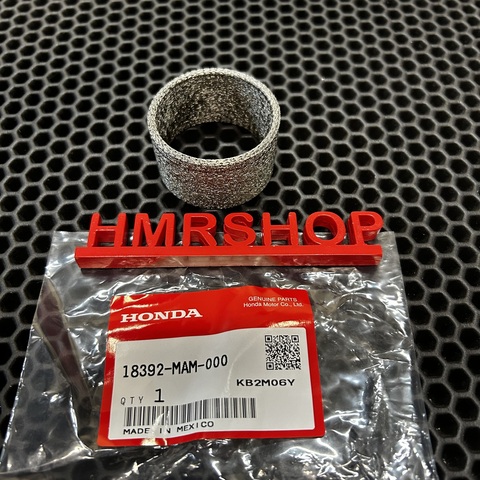 HMRSHOP
GENUINE PARTS
Honda Motor Co., Ltd.
HONDA
18392-MAM-000
KB2M06Y
QTY 1
MADE IN MEXICO